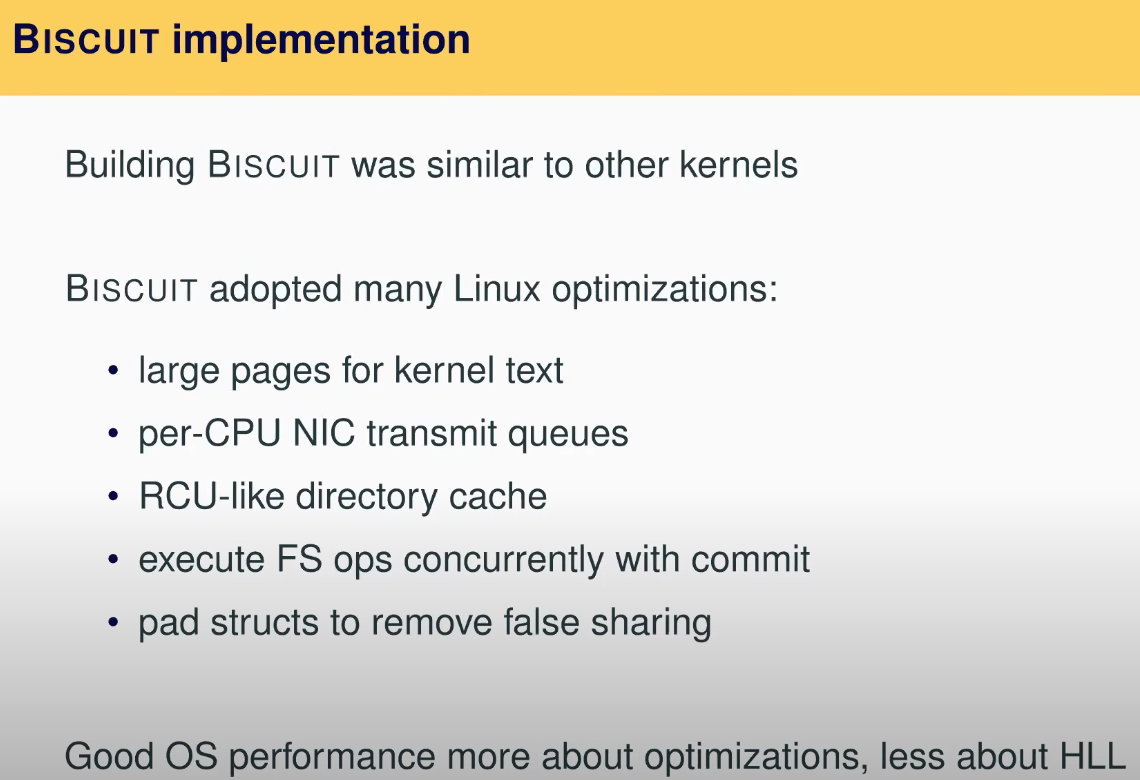 BISCUIT implementation
Building BISCUIT was similar to other kernels
BISCUIT adopted many Linux optimizations:
• large pages for kernel text
• per-CPU NIC transmit queues
• RCU-like directory cache
• execute FS ops concurrently with commit
• pad structs to remove false sharing
Good OS performance more about optimizations, less about HLL